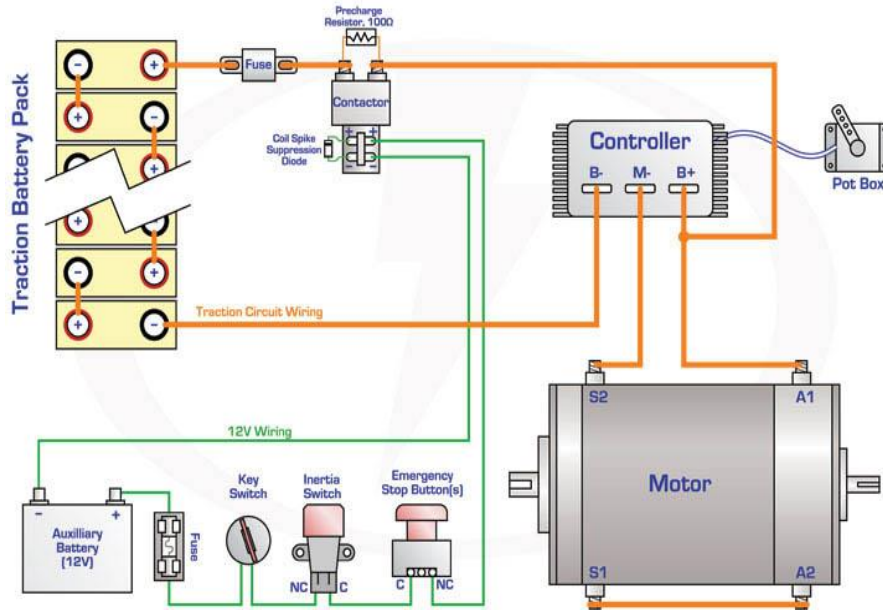 Traction Battery Pack
Precharge
Resistor, 100Ω
Fuse
Contactor
Coil Spike
Suppression
Diode
+ +
- -
Controller
B- M- B+
Pot Box
- +
+ -
+
+ -
- +
+ -
Traction Circuit Wiring
12V Wiring
S2 A1
Motor
S1 A2
- +
Auxilliary
Battery
(12V)
Fuse
Key
Switch
Inertia
Switch
NC C
Emergency
Stop Button(s)
C NC